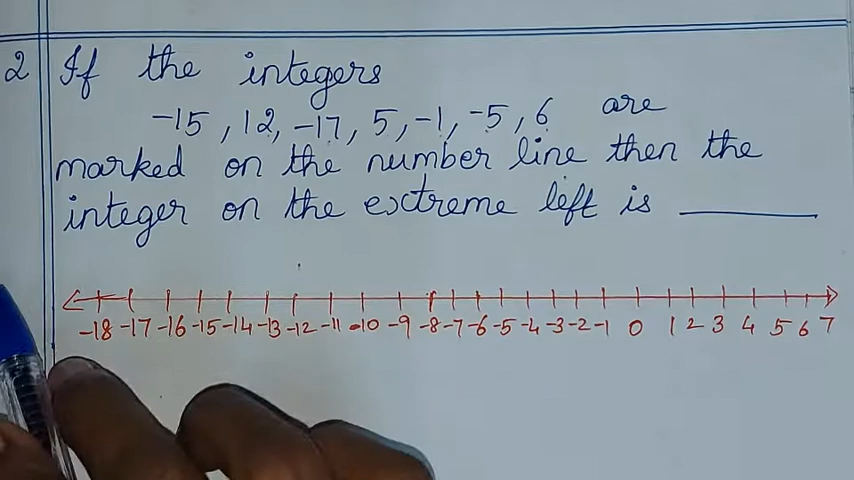 2 If the integers
-15, 12, -17, 5, -1, -5, 6 are
marked on the number line then the
integer on the extreme left is ________
-18 -17 -16 -15 -14 -13 -12 -11 -10 -9 -8 -7 -6 -5 -4 -3 -2 -1 0 1 2 3 4 5 6 7